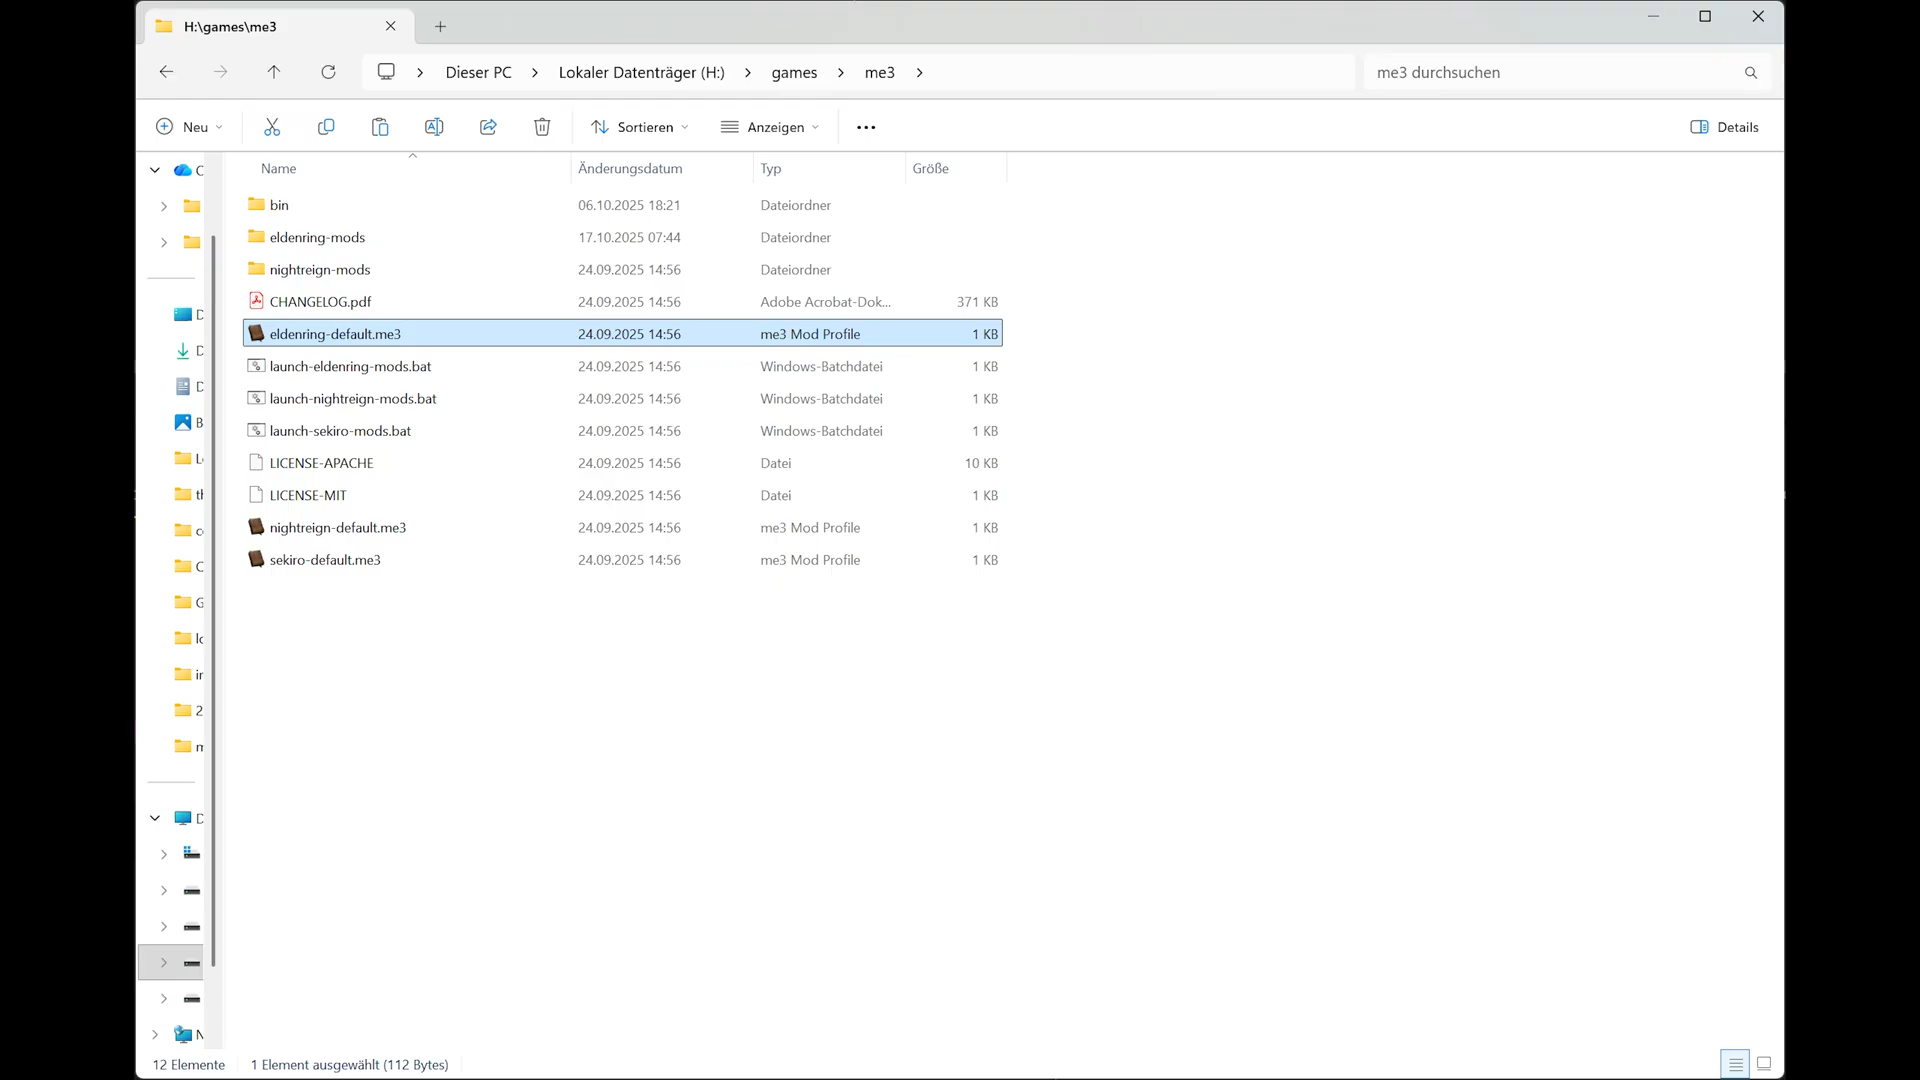 H:\games\me3
Dieser PC
Lokaler Datenträger (H:)
games
me3
me3 durchsuchen
Neu
Sortieren
Anzeigen
Details
Name Änderungsdatum Typ Größe
bin 06.10.2025 18:21 Dateiordner
eldenring-mods 17.10.2025 07:44 Dateiordner
nightreign-mods 24.09.2025 14:56 Dateiordner
CHANGELOG.pdf 24.09.2025 14:56 Adobe Acrobat-Dok... 371 KB
eldenring-default.me3 24.09.2025 14:56 me3 Mod Profile 1 KB
launch-eldenring-mods.bat 24.09.2025 14:56 Windows-Batchdatei 1 KB
launch-nightreign-mods.bat 24.09.2025 14:56 Windows-Batchdatei 1 KB
launch-sekiro-mods.bat 24.09.2025 14:56 Windows-Batchdatei 1 KB
LICENSE-APACHE 24.09.2025 14:56 Datei 10 KB
LICENSE-MIT 24.09.2025 14:56 Datei 1 KB
nightreign-default.me3 24.09.2025 14:56 me3 Mod Profile 1 KB
sekiro-default.me3 24.09.2025 14:56 me3 Mod Profile 1 KB
12 Elemente
1 Element ausgewählt (112 Bytes)